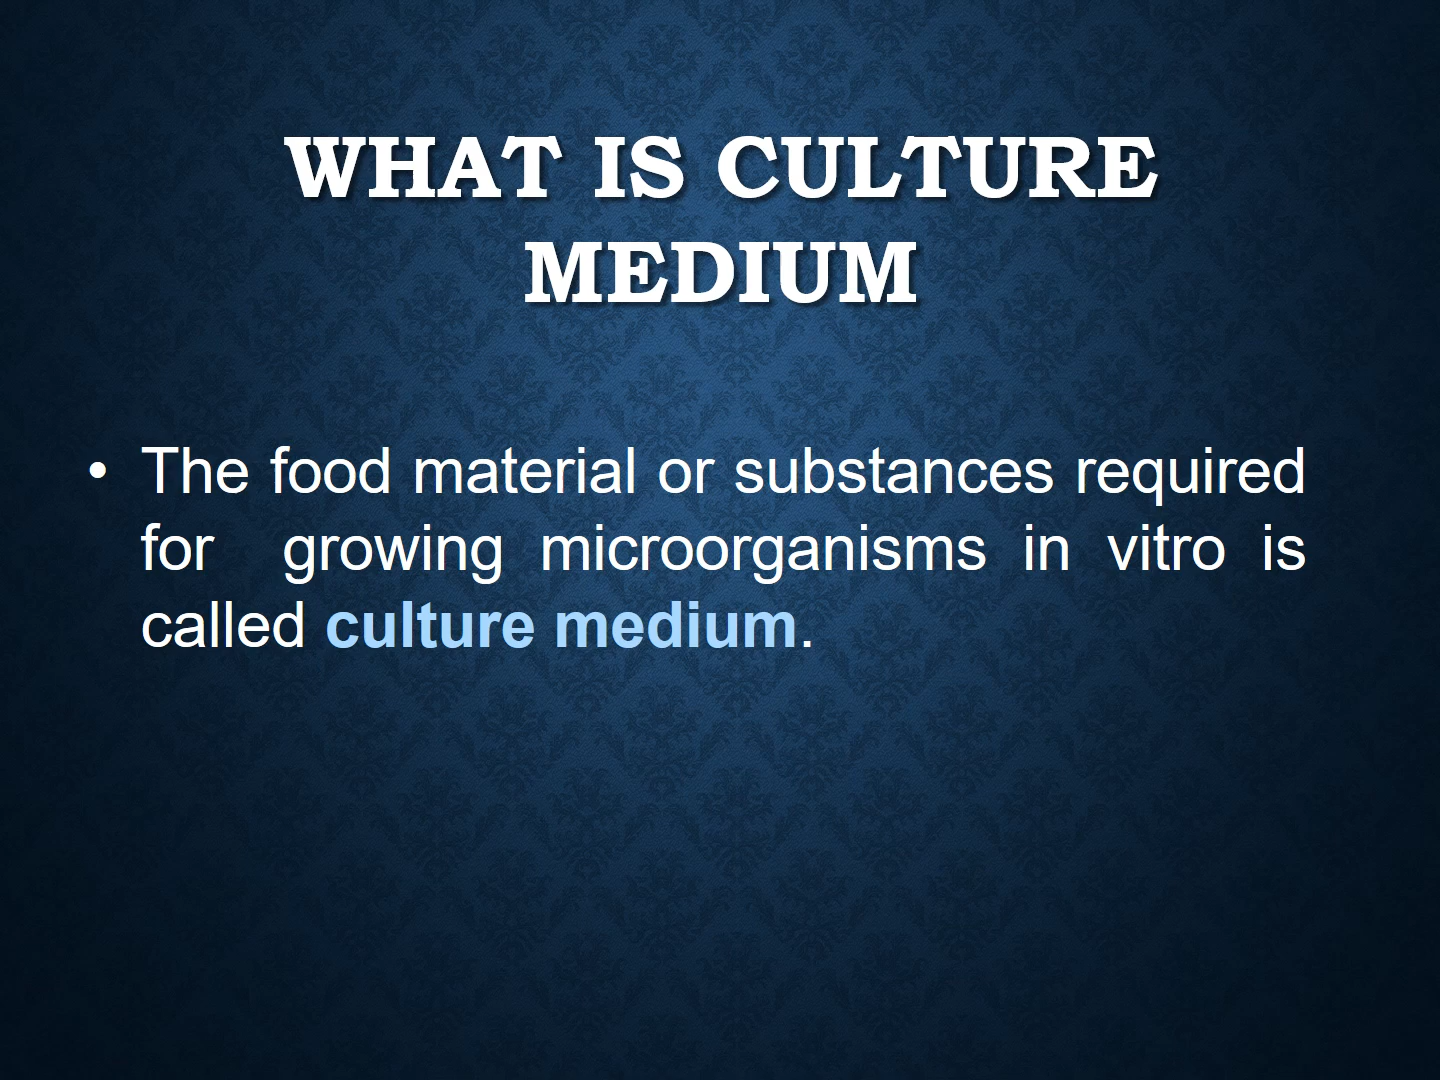 WHAT IS CULTURE
MEDIUM
• The food material or substances required
for growing microorganisms in vitro is
called culture medium.